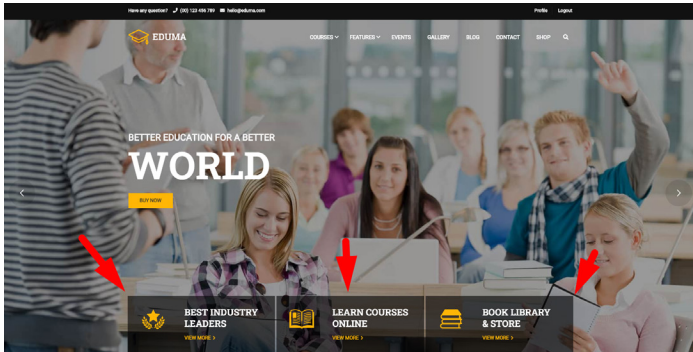 Have any question? (00) 123 456 789 hello@eduma.com Profile Logout
EDUMA COURSES FEATURES EVENTS GALLERY BLOG CONTACT SHOP
BETTER EDUCATION FOR A BETTER
WORLD
BUY NOW
BEST INDUSTRY
LEADERS
VIEW MORE >
LEARN COURSES
ONLINE
VIEW MORE >
BOOK LIBRARY
& STORE
VIEW MORE >